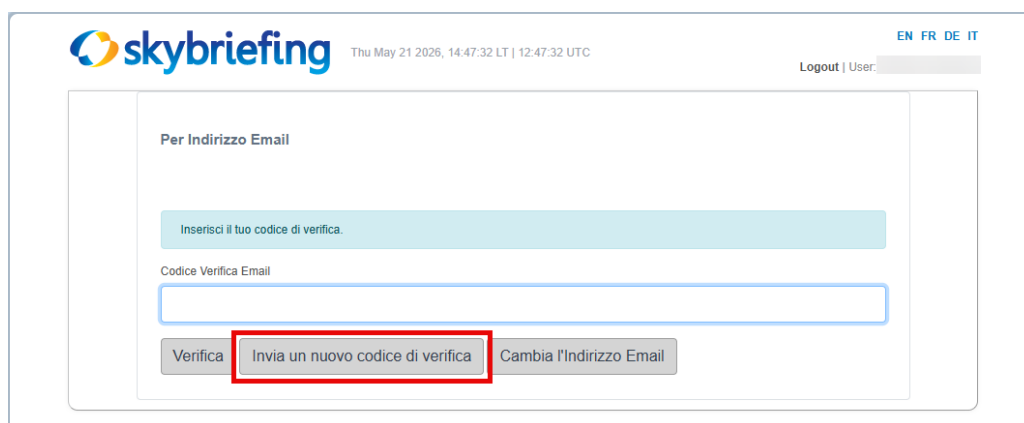 skybriefing
Thu May 21 2026, 14:47:32 LT | 12:47:32 UTC
EN FR DE IT
Logout | User:
Per Indirizzo Email
Inserisci il tuo codice di verifica.
Codice Verifica Email
Verifica
Invia un nuovo codice di verifica
Cambia l'Indirizzo Email